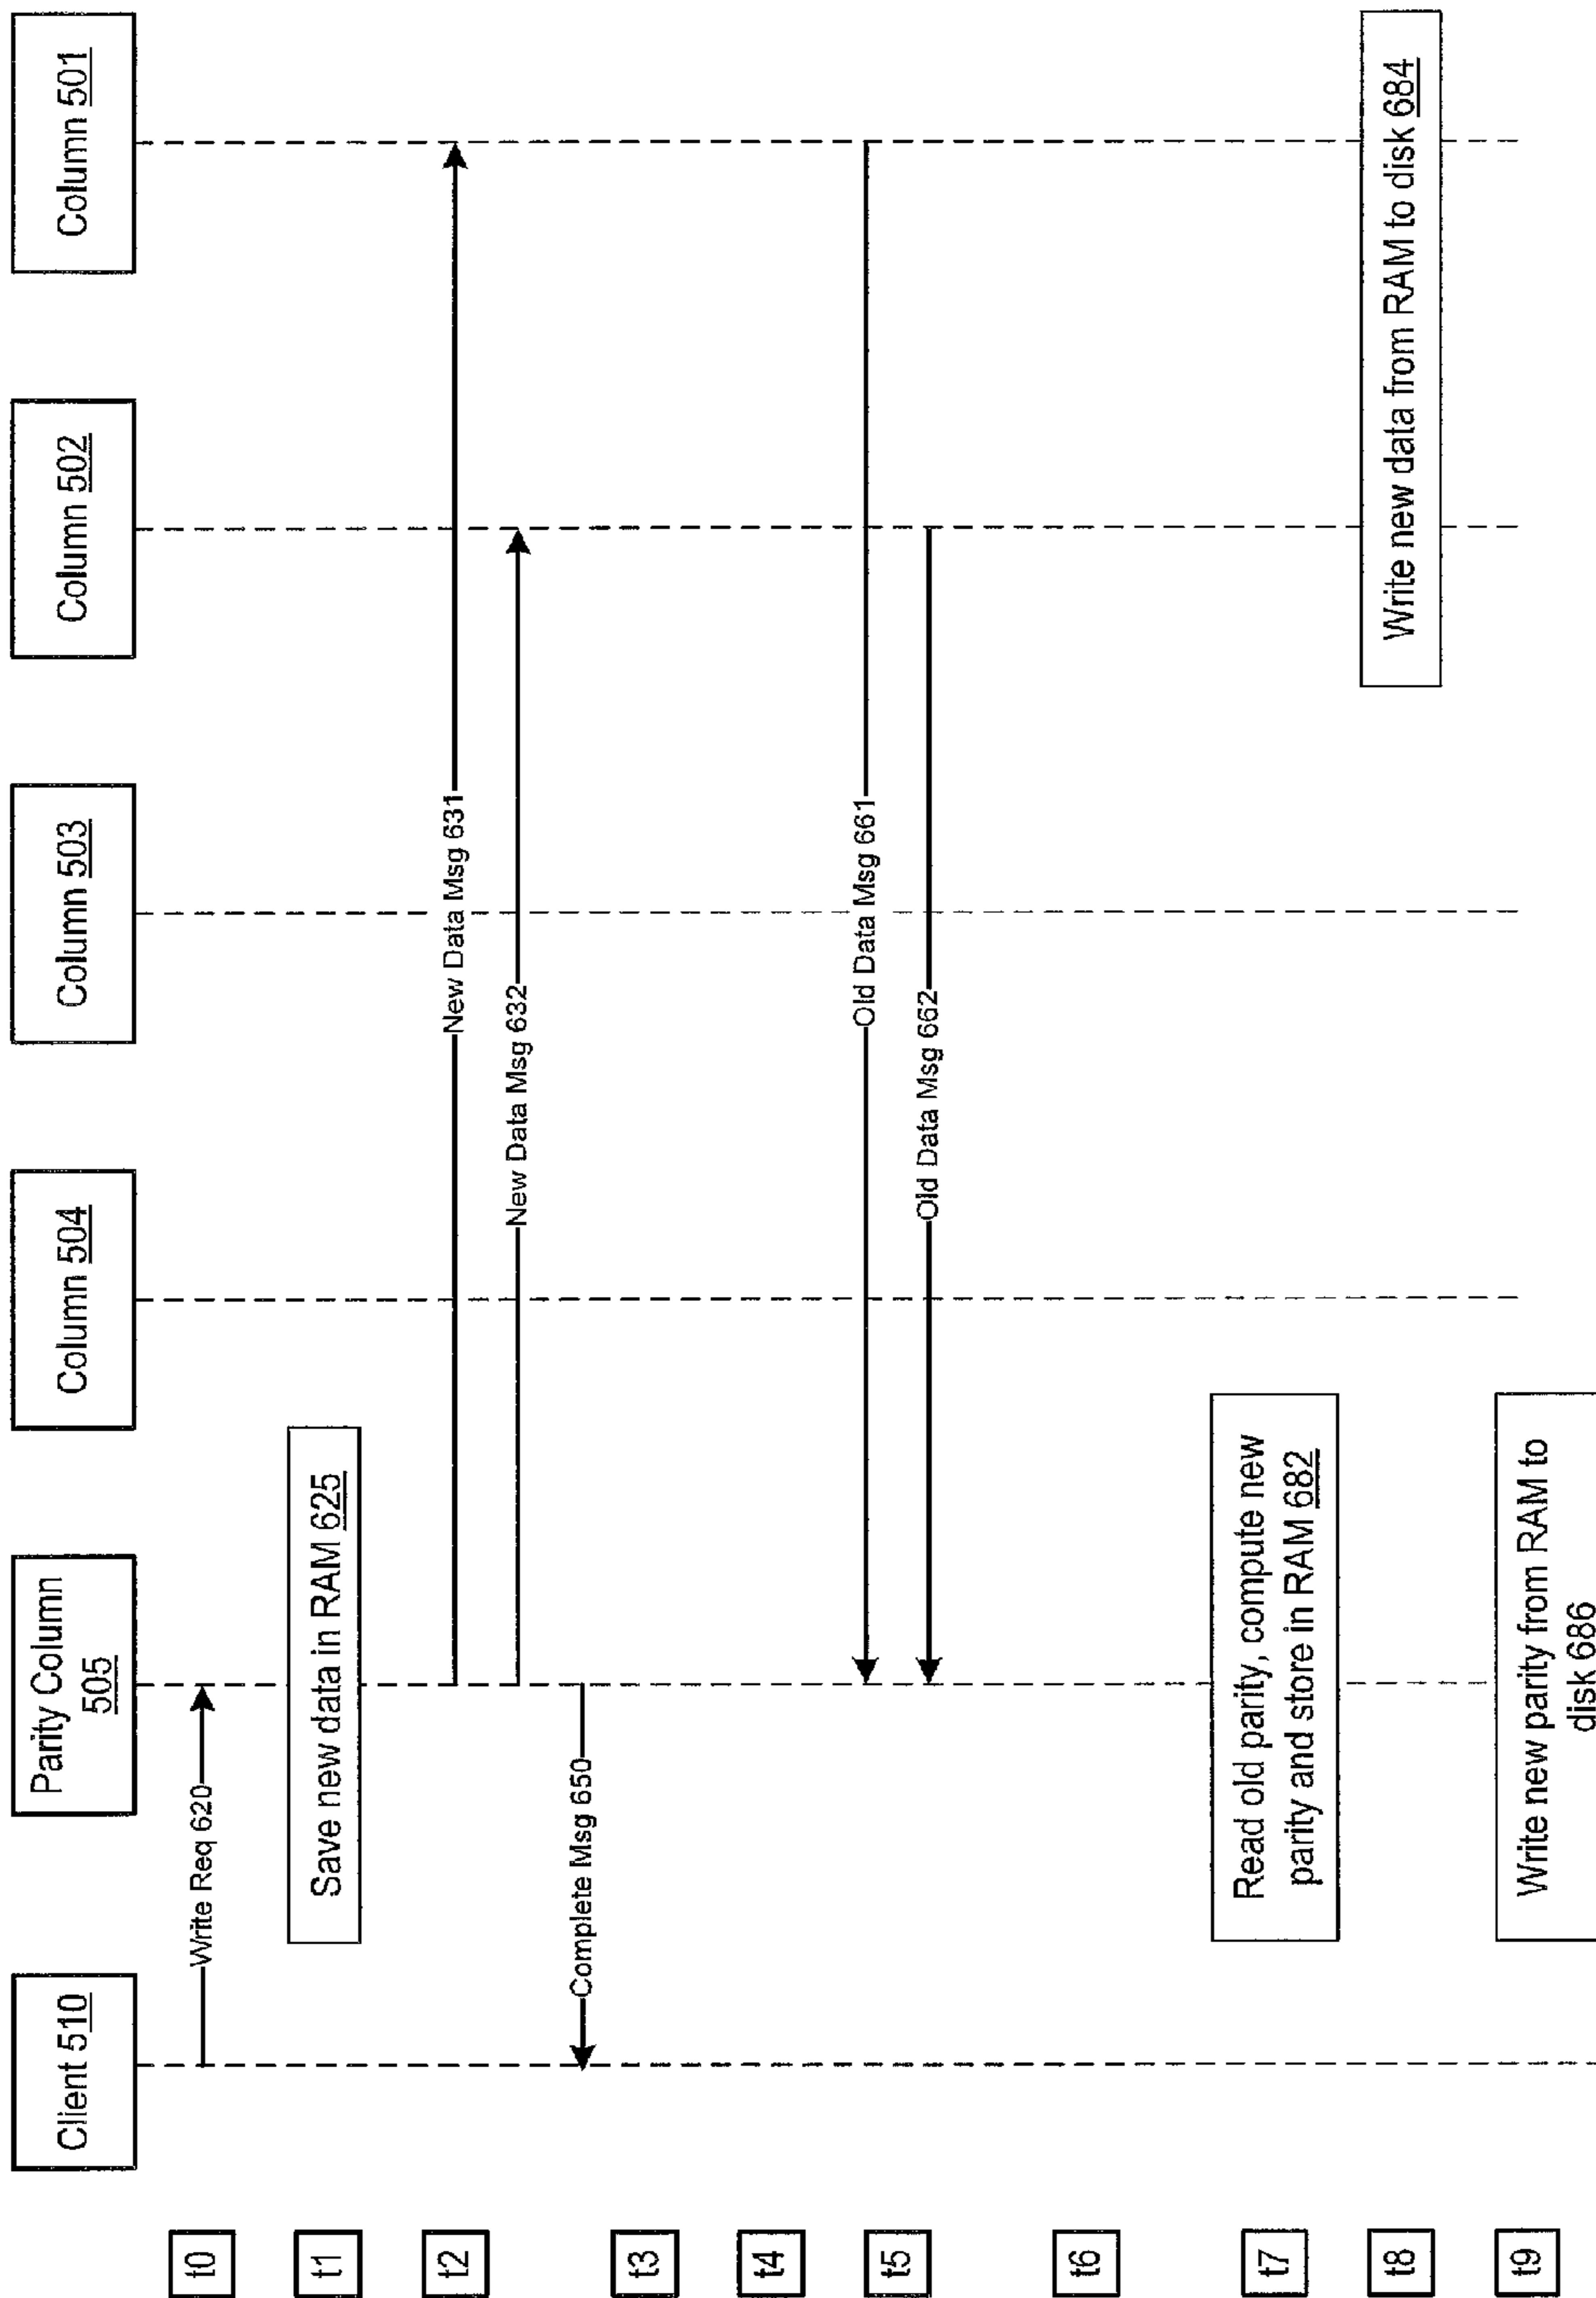 Client 510
Parity Column
505
Column 504
Column 503
Column 502
Column 501
t0
Write Req 620
t1
Save new data in RAM 625
t2
New Data Msg 631
New Data Msg 632
Complete Msg 650
t3
t4
t5
Old Data Msg 661
Old Data Msg 662
t6
t7
Read old parity, compute new
parity and store in RAM 682
t8
Write new data from RAM to disk 684
t9
Write new parity from RAM to
disk 686